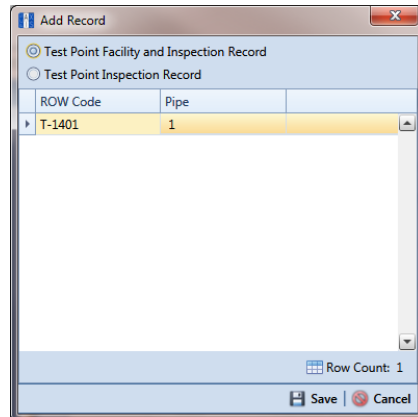 Add Record
Test Point Facility and Inspection Record
Test Point Inspection Record
ROW Code Pipe
T-1401 1
Row Count: 1
Save | Cancel